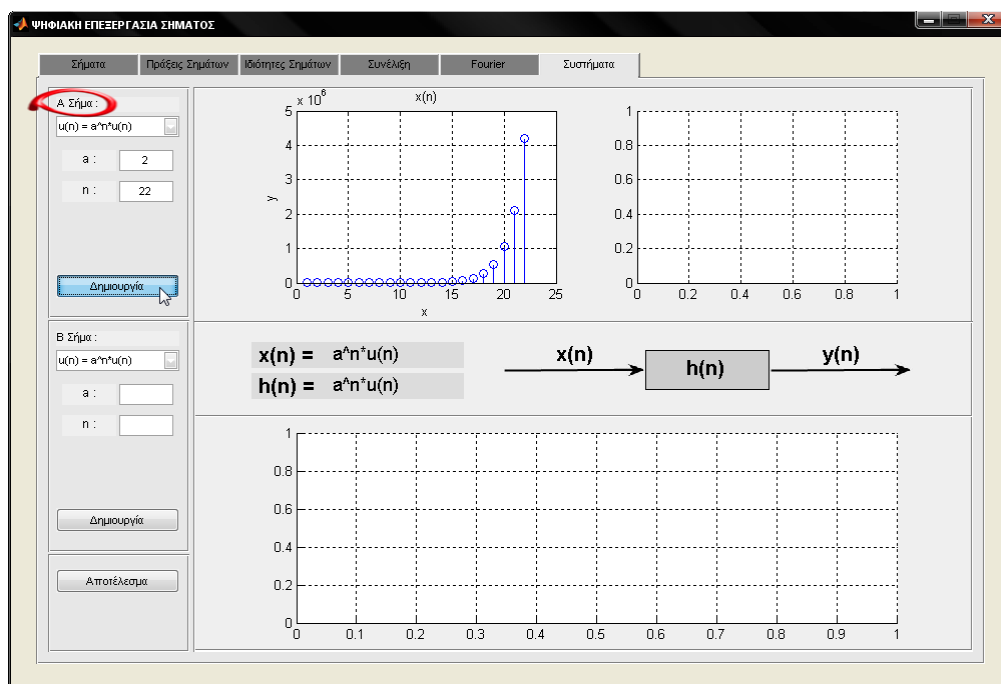 ΨΗΦΙΑΚΗ ΕΠΕΞΕΡΓΑΣΙΑ ΣΗΜΑΤΟΣ
Σήματα Πράξεις Σημάτων Ιδιότητες Σημάτων Συνέλιξη Fourier Συστήματα
Α Σήμα :
u(n) = a^n*u(n)
a : 2
n : 22
Δημιουργία
x 10^6
x(n)
5
4
3
2
1
0
y
0 5 10 15 20 25
x
1
0.8
0.6
0.4
0.2
0
0 0.2 0.4 0.6 0.8 1
Β Σήμα :
u(n) = a^n*u(n)
a :
n :
Δημιουργία
Αποτέλεσμα
x(n) = a^n*u(n)
h(n) = a^n*u(n)
x(n) h(n) y(n)
1
0.8
0.6
0.4
0.2
0
0 0.1 0.2 0.3 0.4 0.5 0.6 0.7 0.8 0.9 1